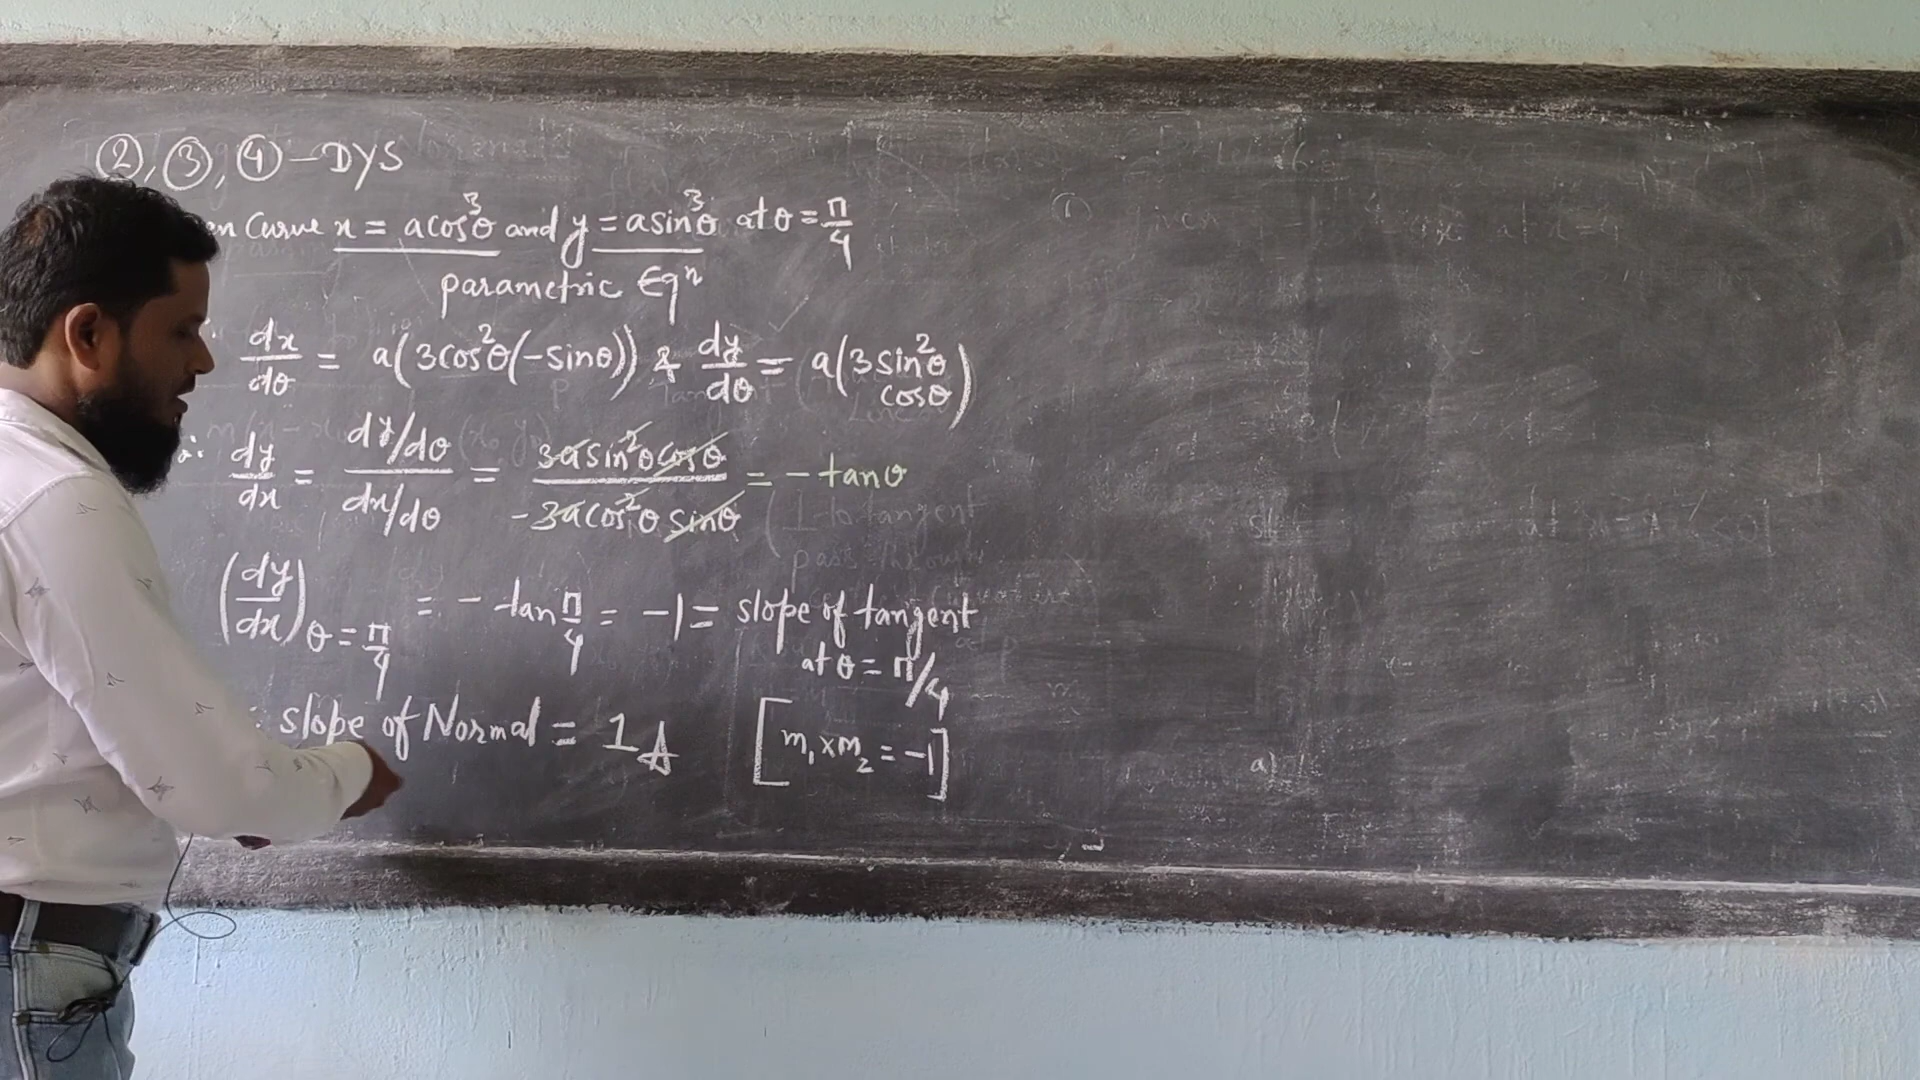 ②, ③, ④ - DYS
en Curve x = acos³θ and y = asin³θ at θ = π/4
parametric Eqⁿ
dx/dθ = a(3cos²θ(-sinθ)) & dy/dθ = a(3sin²θ cosθ)
∴ dy/dx = dy/dθ / dx/dθ = 3asin²θcosθ / -3acos²θ sinθ = - tanθ
(dy/dx)θ=π/4 = - tan π/4 = -1 = slope of tangent
at θ = π/4
: slope of Normal = 1 [m₁×m₂ = -1]